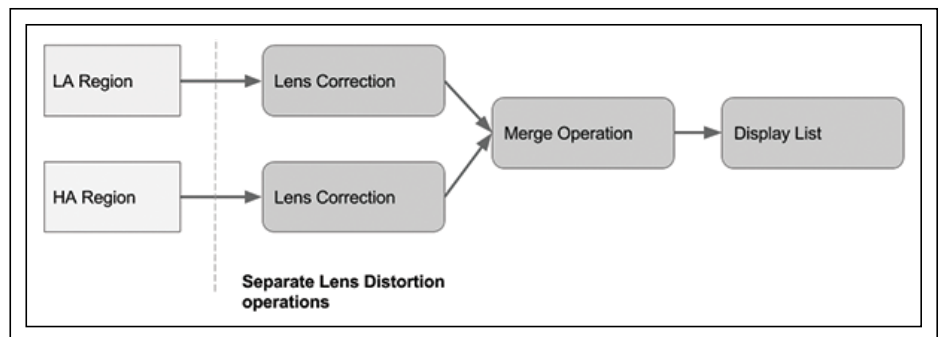 LA Region
Lens Correction
Merge Operation
Display List
HA Region
Lens Correction
Separate Lens Distortion
operations